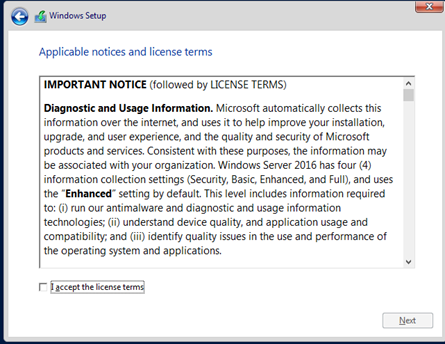 Windows Setup
Applicable notices and license terms
IMPORTANT NOTICE (followed by LICENSE TERMS)
Diagnostic and Usage Information. Microsoft automatically collects this
information over the internet, and uses it to help improve your installation,
upgrade, and user experience, and the quality and security of Microsoft
products and services. Consistent with these purposes, the information may
be associated with your organization. Windows Server 2016 has four (4)
information collection settings (Security, Basic, Enhanced, and Full), and uses
the "Enhanced" setting by default. This level includes information required
to: (i) run our antimalware and diagnostic and usage information
technologies; (ii) understand device quality, and application usage and
compatibility; and (iii) identify quality issues in the use and performance of
the operating system and applications.
I accept the license terms
Next